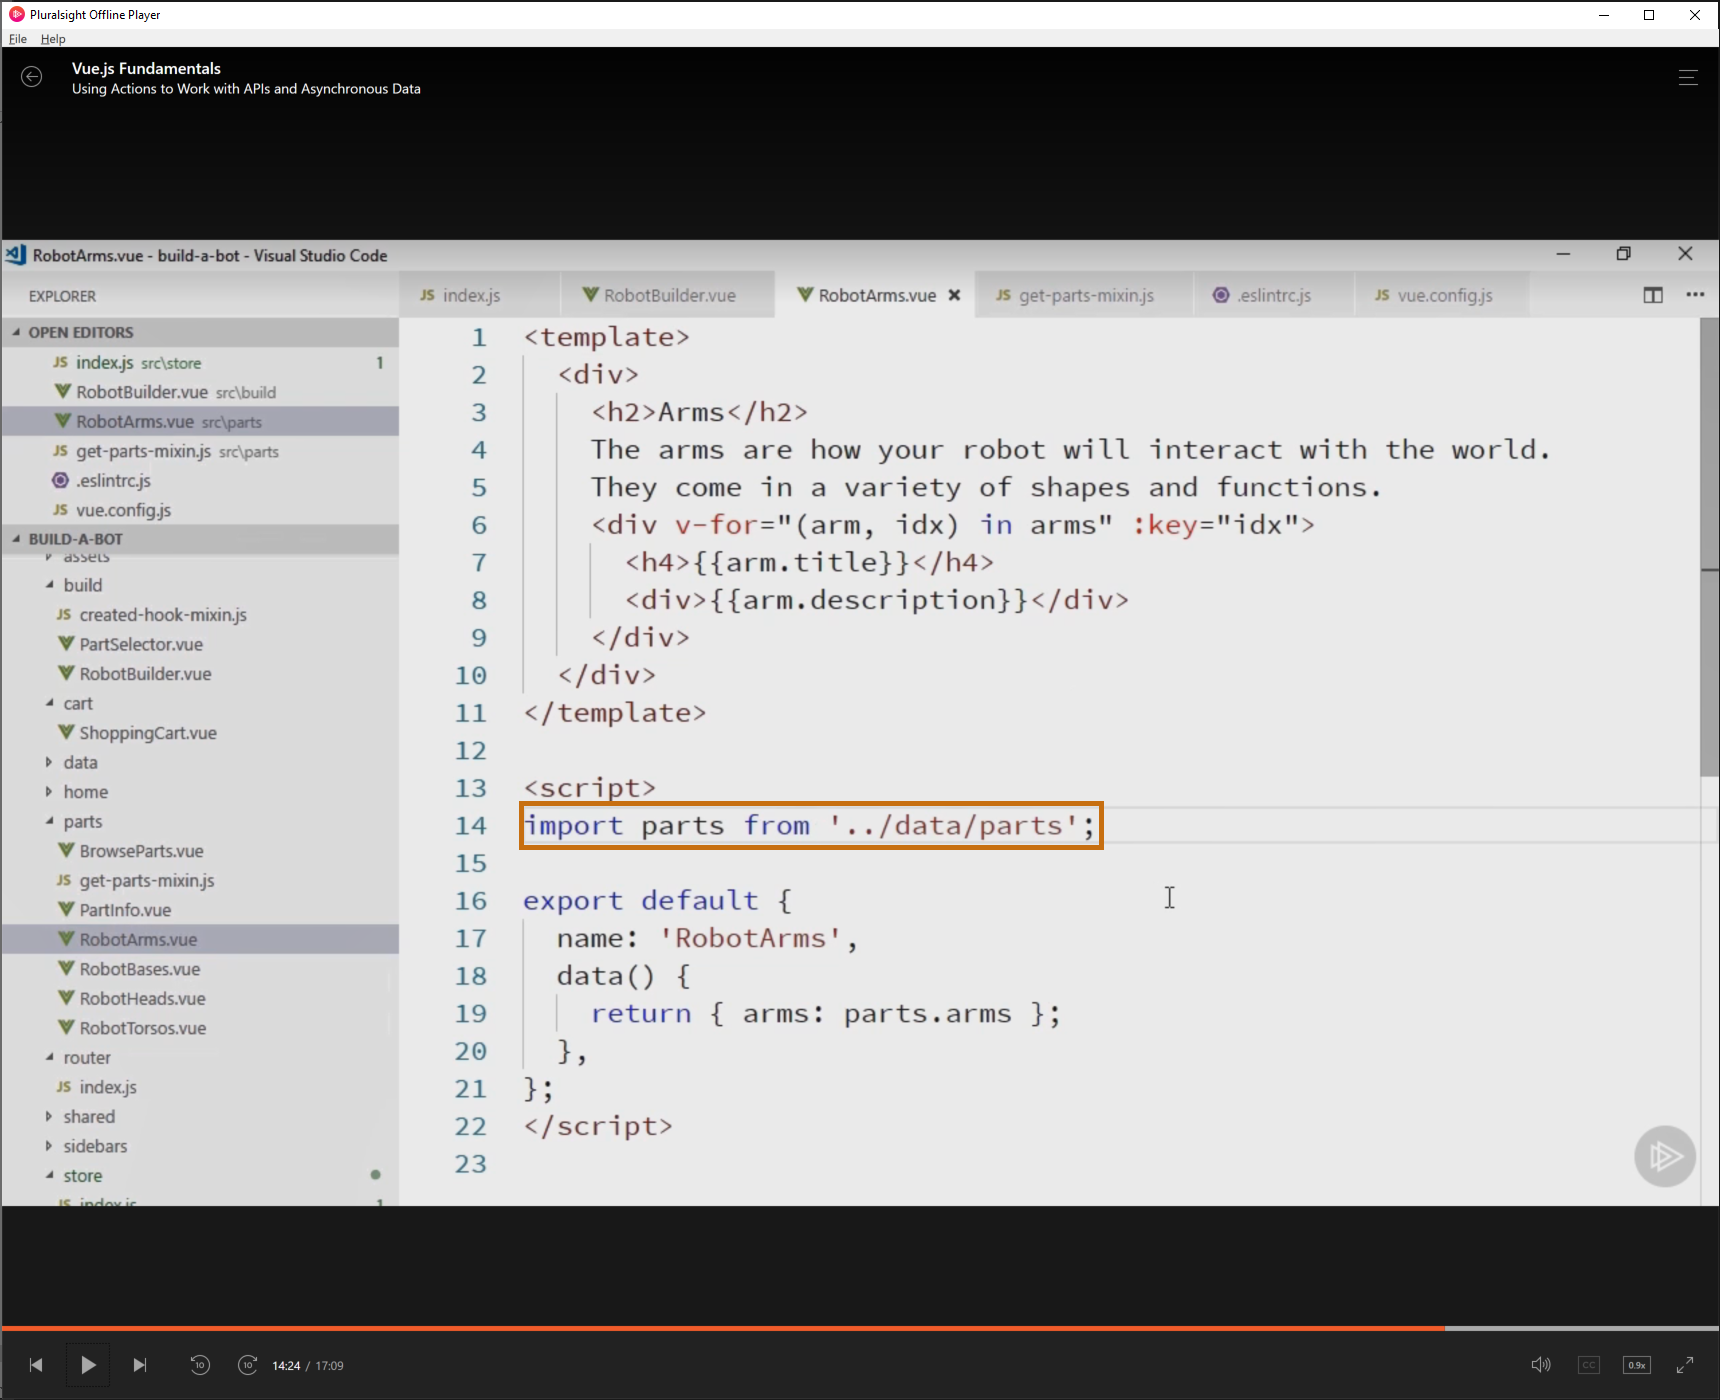 Pluralsight Offline Player
File Help
Vue.js Fundamentals
Using Actions to Work with APIs and Asynchronous Data
RobotArms.vue - build-a-bot - Visual Studio Code
EXPLORER
JS index.js
RobotBuilder.vue
RobotArms.vue
JS get-parts-mixin.js
.eslintrc.js
JS vue.config.js
OPEN EDITORS
JS index.js src\store 1
RobotBuilder.vue src\build
RobotArms.vue src\parts
JS get-parts-mixin.js src\parts
.eslintrc.js
JS vue.config.js
BUILD-A-BOT
assets
build
JS created-hook-mixin.js
PartSelector.vue
RobotBuilder.vue
cart
ShoppingCart.vue
data
home
parts
BrowseParts.vue
JS get-parts-mixin.js
PartInfo.vue
RobotArms.vue
RobotBases.vue
RobotHeads.vue
RobotTorsos.vue
router
JS index.js
shared
sidebars
store
JS index.js 1
1 <template>
2 <div>
3 <h2>Arms</h2>
4 The arms are how your robot will interact with the world.
5 They come in a variety of shapes and functions.
6 <div v-for="(arm, idx) in arms" :key="idx">
7 <h4>{{arm.title}}</h4>
8 <div>{{arm.description}}</div>
9 </div>
10 </div>
11 </template>
12
13 <script>
14 import parts from '../data/parts';
15
16 export default {
17 name: 'RobotArms',
18 data() {
19 return { arms: parts.arms };
20 },
21 };
22 </script>
23
10
10
14:24 / 17:09
CC
0.9x